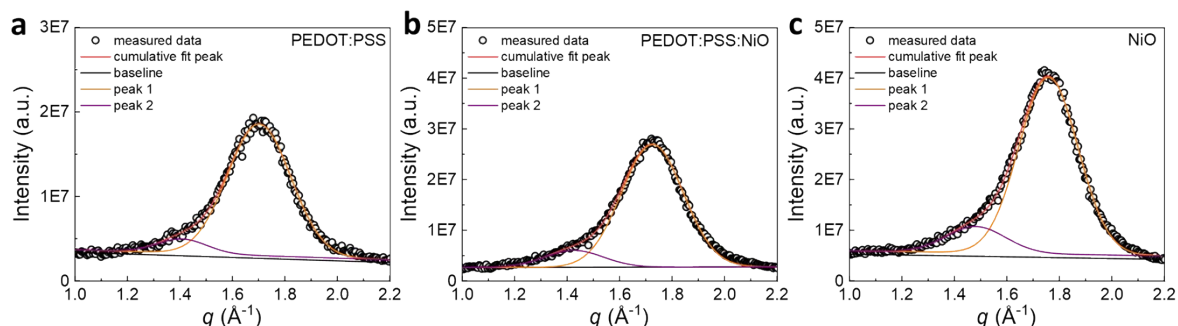 a
PEDOT:PSS
measured data
cumulative fit peak
baseline
peak 1
peak 2
Intensity (a.u.)
3E7
2E7
1E7
0
1.0 1.2 1.4 1.6 1.8 2.0 2.2
q (Å⁻¹)
b
PEDOT:PSS:NiO
measured data
cumulative fit peak
baseline
peak 1
peak 2
Intensity (a.u.)
5E7
4E7
3E7
2E7
1E7
0
1.0 1.2 1.4 1.6 1.8 2.0 2.2
q (Å⁻¹)
c
NiO
measured data
cumulative fit peak
baseline
peak 1
peak 2
Intensity (a.u.)
5E7
4E7
3E7
2E7
1E7
0
1.0 1.2 1.4 1.6 1.8 2.0 2.2
q (Å⁻¹)